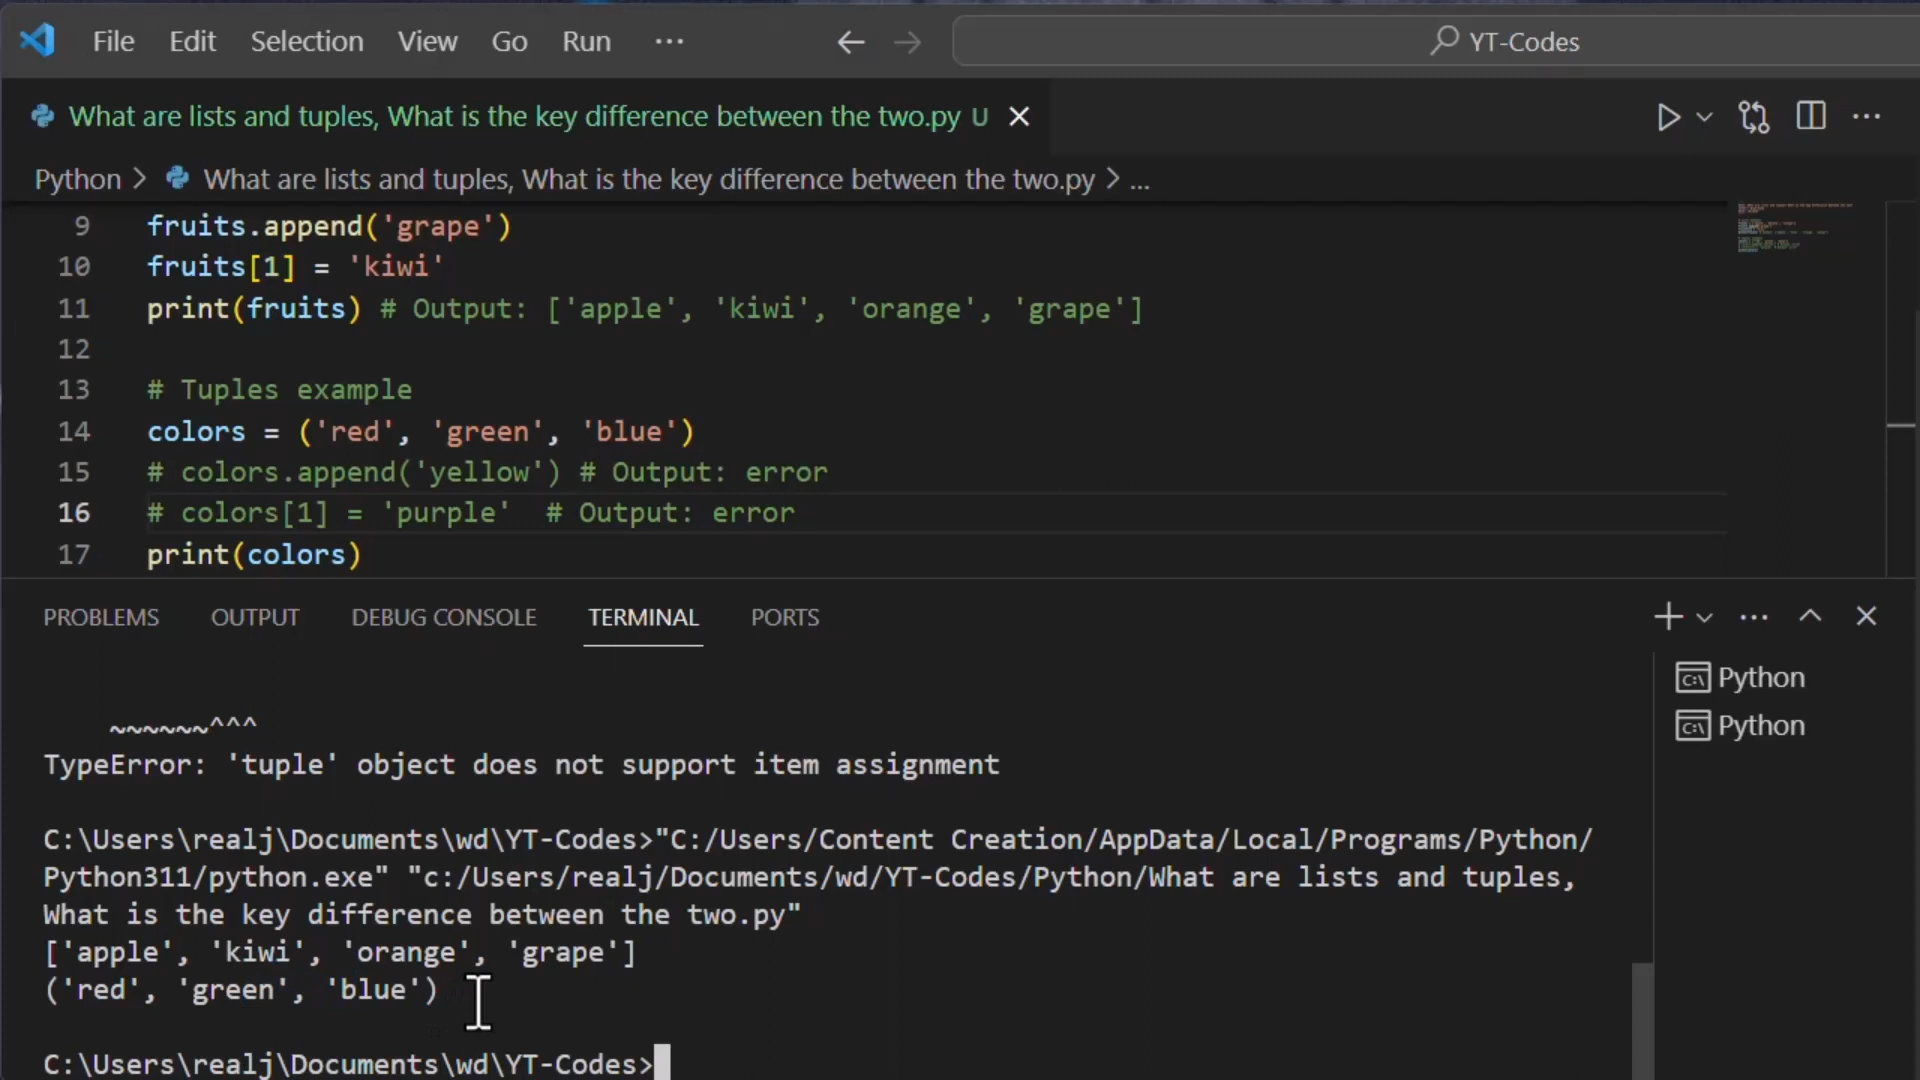 File Edit Selection View Go Run ··· YT-Codes
What are lists and tuples, What is the key difference between the two.py U
Python > What are lists and tuples, What is the key difference between the two.py > ...
9 fruits.append('grape')
10 fruits[1] = 'kiwi'
11 print(fruits) # Output: ['apple', 'kiwi', 'orange', 'grape']
12
13 # Tuples example
14 colors = ('red', 'green', 'blue')
15 # colors.append('yellow') # Output: error
16 # colors[1] = 'purple'  # Output: error
17 print(colors)
PROBLEMS OUTPUT DEBUG CONSOLE TERMINAL PORTS
Python
Python
~~~~~~^^^
TypeError: 'tuple' object does not support item assignment
C:\Users\realj\Documents\wd\YT-Codes>"C:/Users/Content Creation/AppData/Local/Programs/Python/
Python311/python.exe" "c:/Users/realj/Documents/wd/YT-Codes/Python/What are lists and tuples,
What is the key difference between the two.py"
['apple', 'kiwi', 'orange', 'grape']
('red', 'green', 'blue')
C:\Users\realj\Documents\wd\YT-Codes>